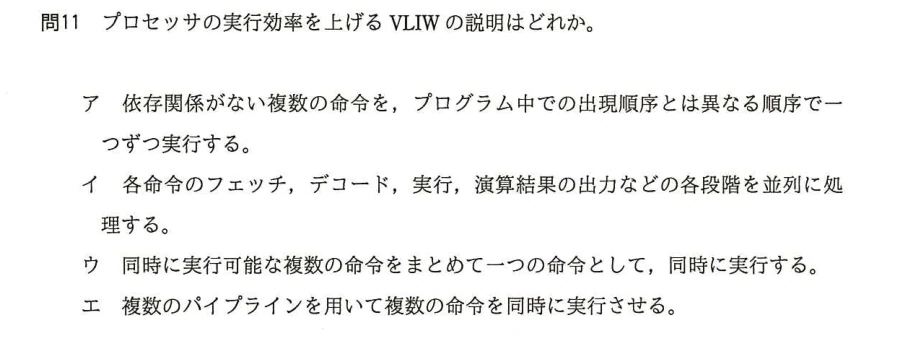 問11 プロセッサの実行効率を上げる VLIW の説明はどれか。
ア 依存関係がない複数の命令を，プログラム中での出現順序とは異なる順序で一
つずつ実行する。
イ 各命令のフェッチ，デコード，実行，演算結果の出力などの各段階を並列に処
理する。
ウ 同時に実行可能な複数の命令をまとめて一つの命令として，同時に実行する。
エ 複数のパイプラインを用いて複数の命令を同時に実行させる。